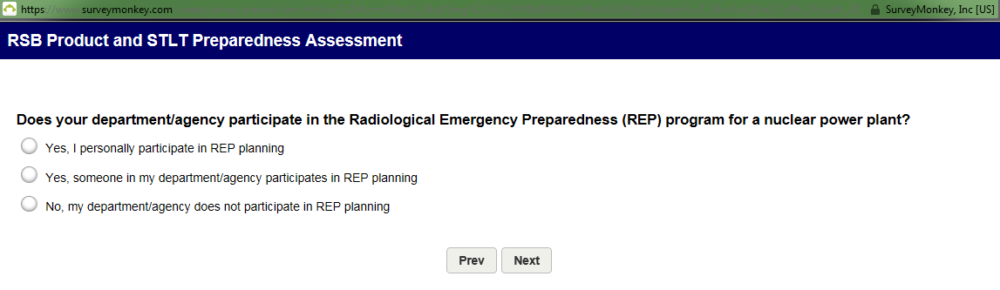 https://www.surveymonkey.com SurveyMonkey, Inc [US]
RSB Product and STLT Preparedness Assessment
Does your department/agency participate in the Radiological Emergency Preparedness (REP) program for a nuclear power plant?
Yes, I personally participate in REP planning
Yes, someone in my department/agency participates in REP planning
No, my department/agency does not participate in REP planning
Prev Next